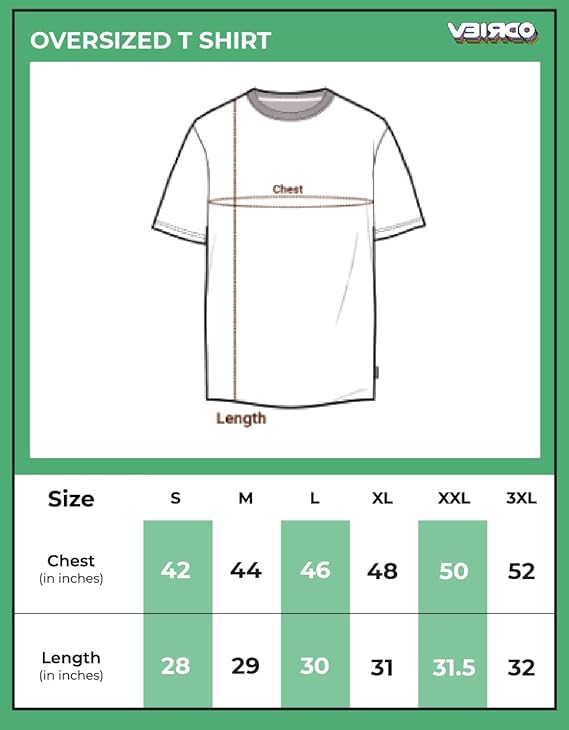 OVERSIZED T SHIRT
VEIRDO
Chest
Length
Size S M L XL XXL 3XL
Chest 42 44 46 48 50 52
(in inches)
Length 28 29 30 31 31.5 32
(in inches)